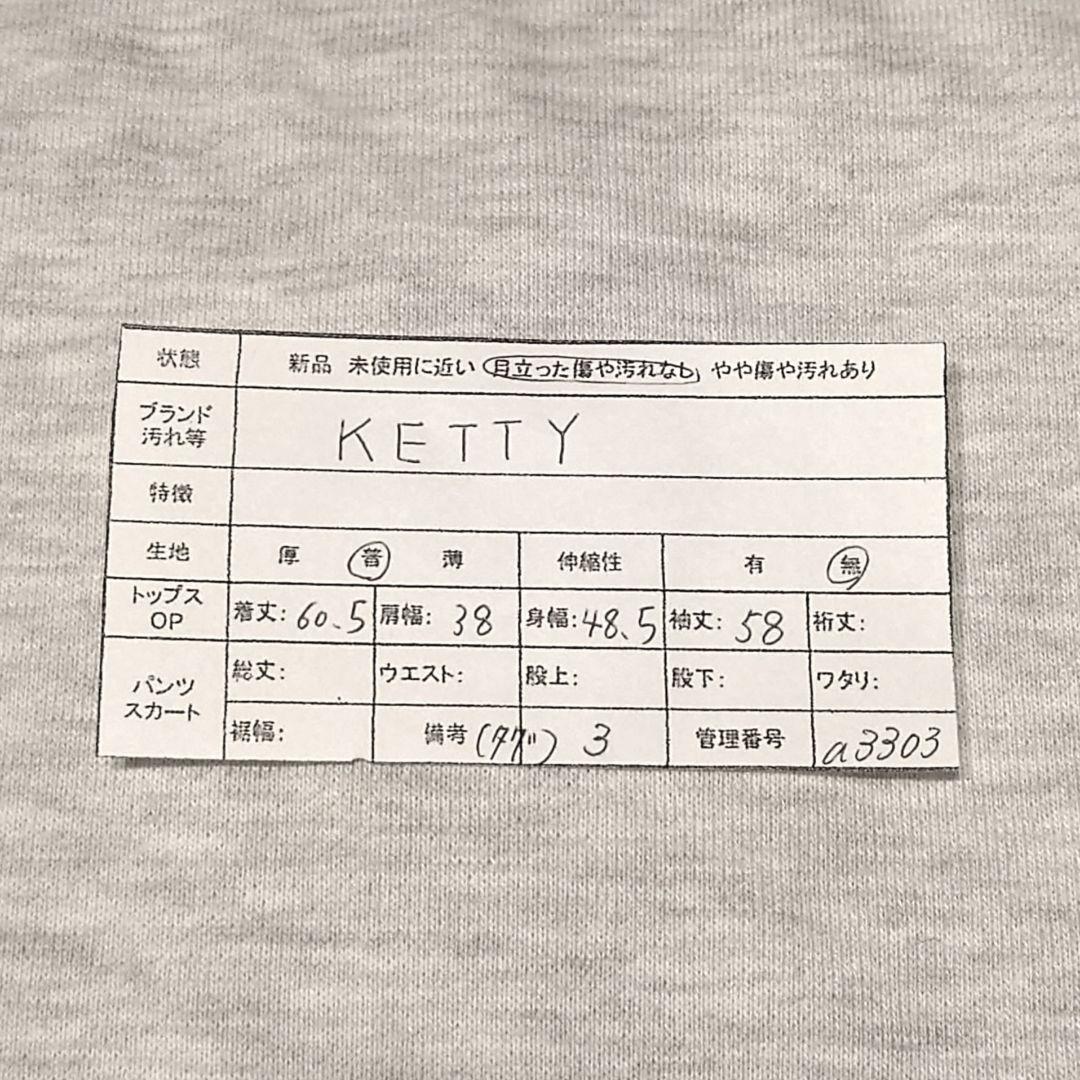 状態 新品 未使用に近い 目立った傷や汚れなし やや傷や汚れあり
ブランド
汚れ等 KETTY
特徴
生地 厚 普 薄 伸縮性 有 無
トップス
OP 着丈: 60.5 肩幅: 38 身幅: 48.5 袖丈: 58 裄丈:
パンツ
スカート 総丈: ウエスト: 股上: 股下: ワタリ:
裾幅: 備考 (タグ) 3 管理番号 a3303